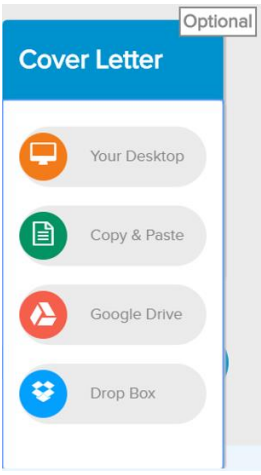 Optional
Cover Letter
Your Desktop
Copy & Paste
Google Drive
Drop Box